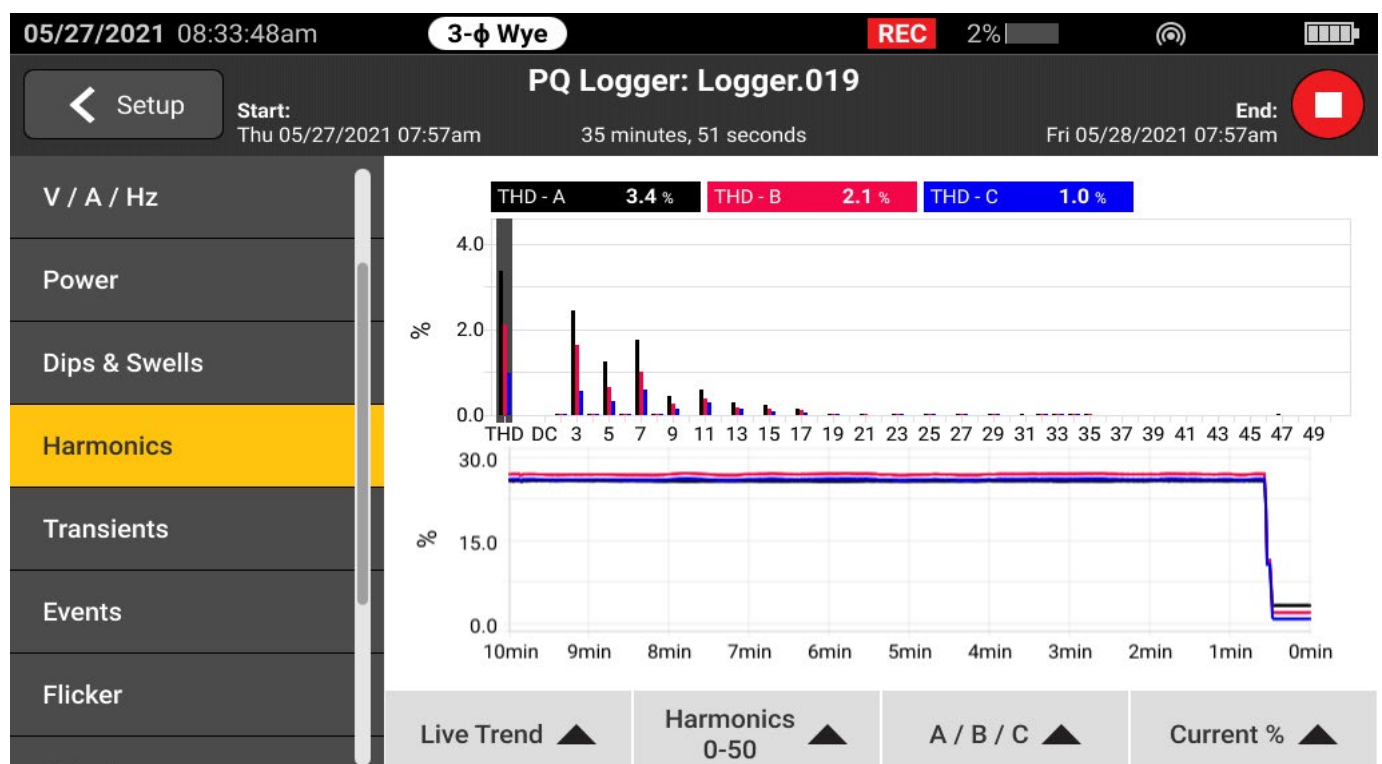 05/27/2021 08:33:48am 3-ϕ Wye REC 2%
PQ Logger: Logger.019
Setup
Start:
Thu 05/27/2021 07:57am
35 minutes, 51 seconds
End:
Fri 05/28/2021 07:57am
V / A / Hz
Power
Dips & Swells
Harmonics
Transients
Events
Flicker
THD - A 3.4 % THD - B 2.1 % THD - C 1.0 %
4.0
2.0
0.0
%
THD DC 3 5 7 9 11 13 15 17 19 21 23 25 27 29 31 33 35 37 39 41 43 45 47 49
30.0
15.0
0.0
%
10min 9min 8min 7min 6min 5min 4min 3min 2min 1min 0min
Live Trend
Harmonics
0-50
A / B / C
Current %